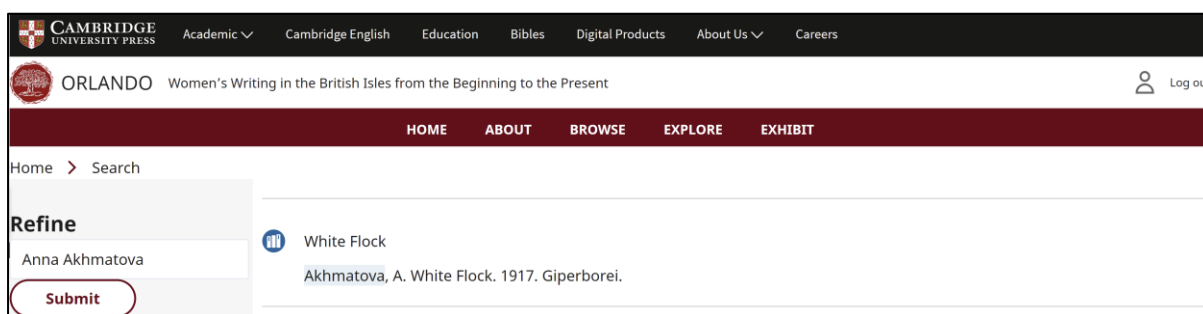 CAMBRIDGE
UNIVERSITY PRESS
Academic
Cambridge English
Education
Bibles
Digital Products
About Us
Careers
ORLANDO
Women's Writing in the British Isles from the Beginning to the Present
Log ou
HOME
ABOUT
BROWSE
EXPLORE
EXHIBIT
Home > Search
Refine
Anna Akhmatova
Submit
White Flock
Akhmatova, A. White Flock. 1917. Giperborei.